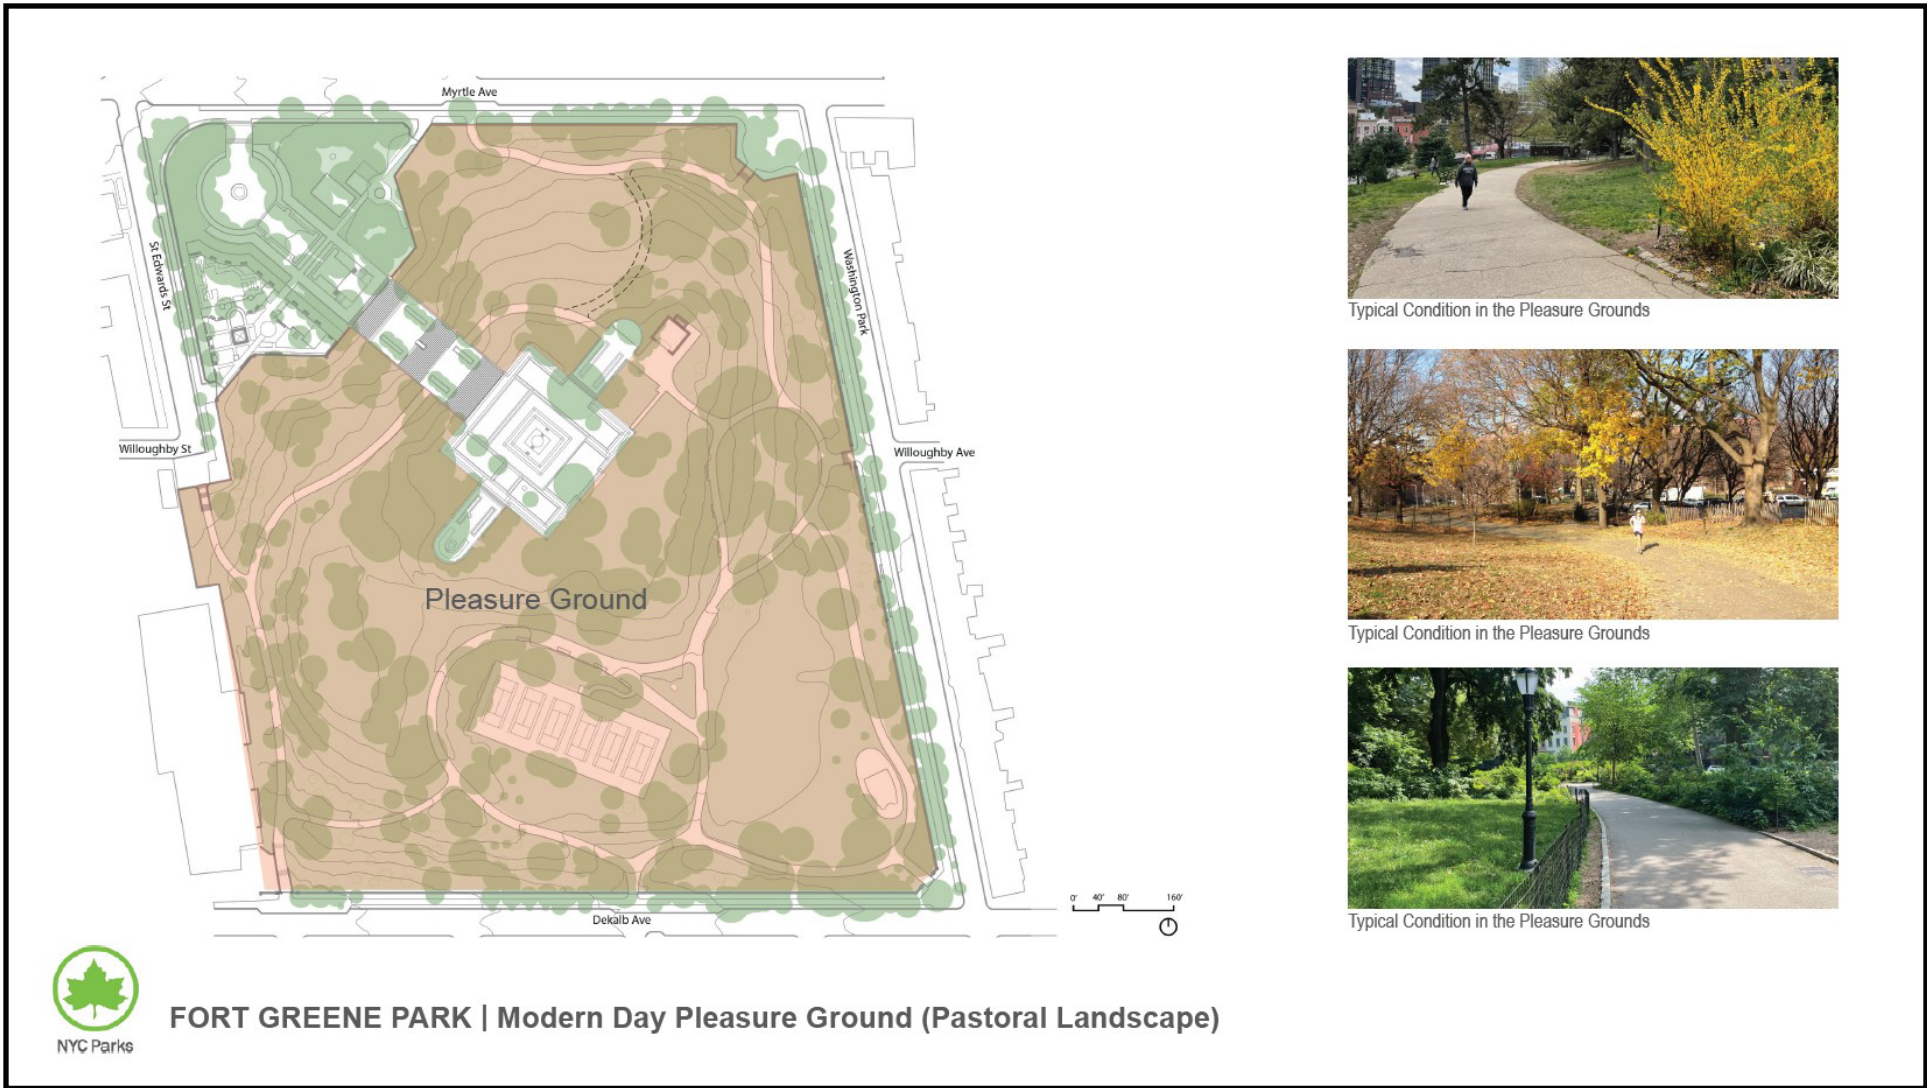 Myrtle Ave
St Edwards St
Washington Park
Willoughby St
Willoughby Ave
Pleasure Ground
Dekalb Ave
0' 40' 80' 160'
Typical Condition in the Pleasure Grounds
Typical Condition in the Pleasure Grounds
Typical Condition in the Pleasure Grounds
NYC Parks
FORT GREENE PARK | Modern Day Pleasure Ground (Pastoral Landscape)